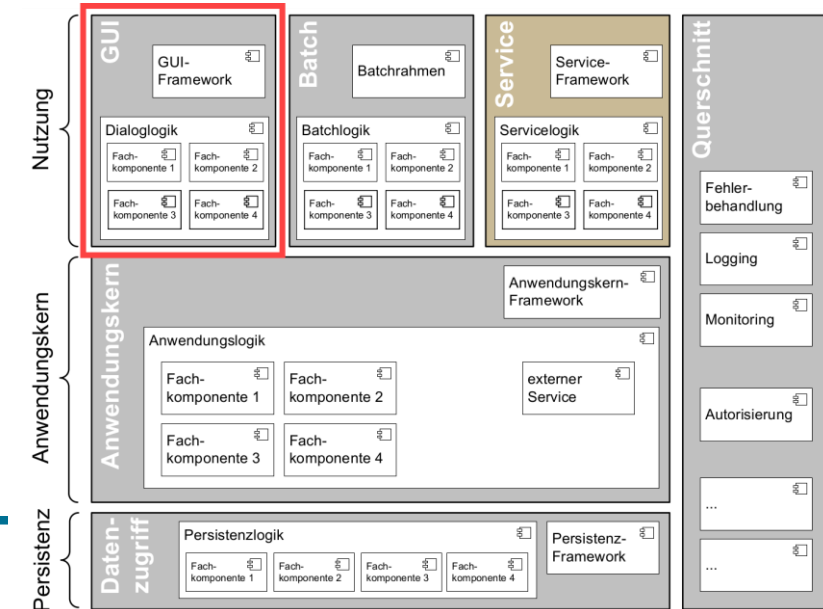 Nutzung
GUI
GUI-
Framework
Dialoglogik
Fach-
komponente 1
Fach-
komponente 2
Fach-
komponente 3
Fach-
komponente 4
Batch
Batchrahmen
Batchlogik
Fach-
komponente 1
Fach-
komponente 2
Fach-
komponente 3
Fach-
komponente 4
Service
Service-
Framework
Servicelogik
Fach-
komponente 1
Fach-
komponente 2
Fach-
komponente 3
Fach-
komponente 4
Anwendungskern
Anwendungskern
Anwendungskern-
Framework
Anwendungslogik
Fach-
komponente 1
Fach-
komponente 2
Fach-
komponente 3
Fach-
komponente 4
externer
Service
Persistenz
Daten-
zugriff
Persistenzlogik
Fach-
komponente 1
Fach-
komponente 2
Fach-
komponente 3
Fach-
komponente 4
Persistenz-
Framework
Querschnitt
Fehler-
behandlung
Logging
Monitoring
Autorisierung
...
...